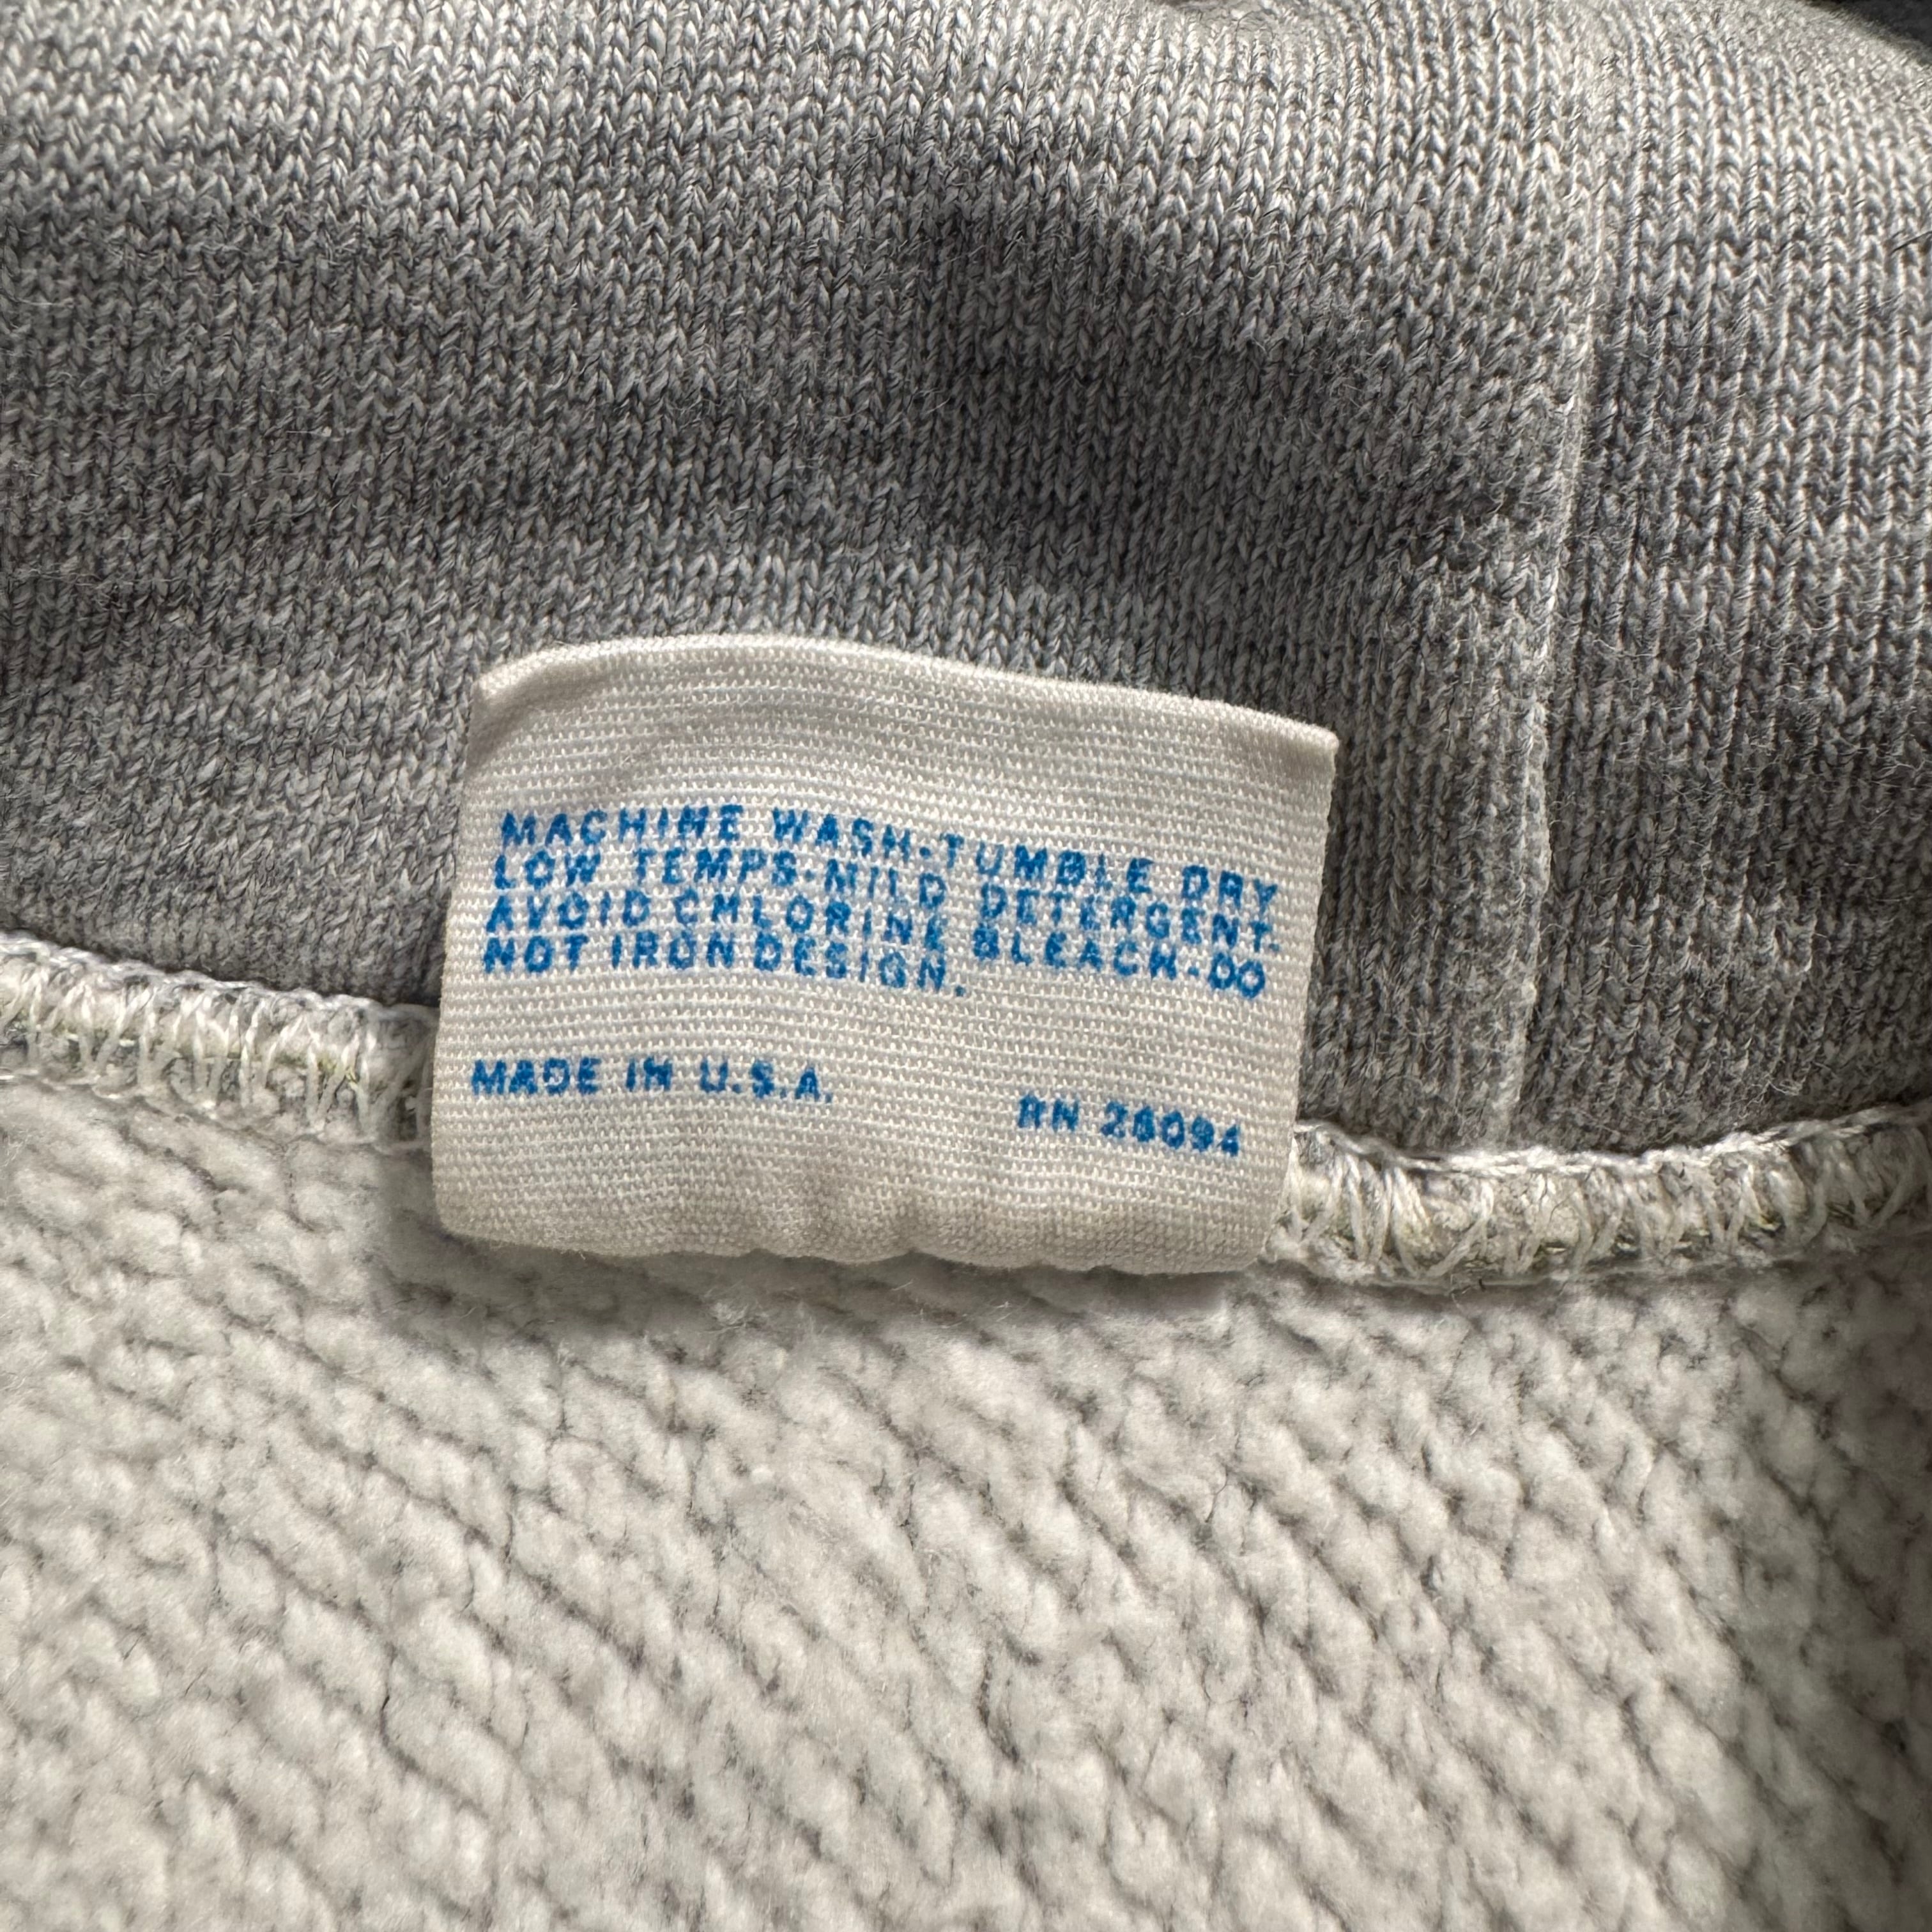 MACHINE WASH-TUMBLE DRY
LOW TEMPS-MILD DETERGENT-
AVOID CHLORINE BLEACH-DO
NOT IRON DESIGN.
MADE IN U.S.A.
RN 26094